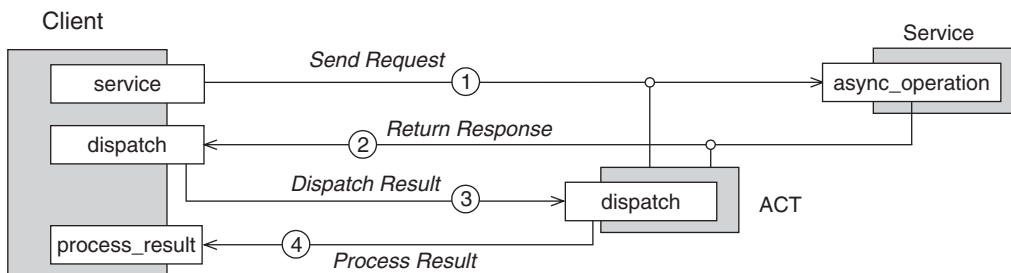 Client
Service
Send Request
service
1
async_operation
Return Response
dispatch
2
Dispatch Result
3
dispatch
ACT
process_result
4
Process Result